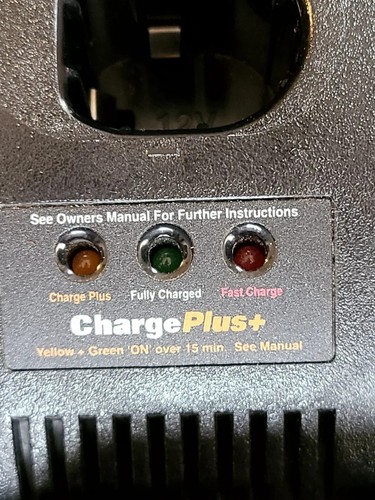 12V
See Owners Manual For Further Instructions
Charge Plus Fully Charged Fast Charge
ChargePlus+
Yellow + Green 'ON' over 15 min. See Manual